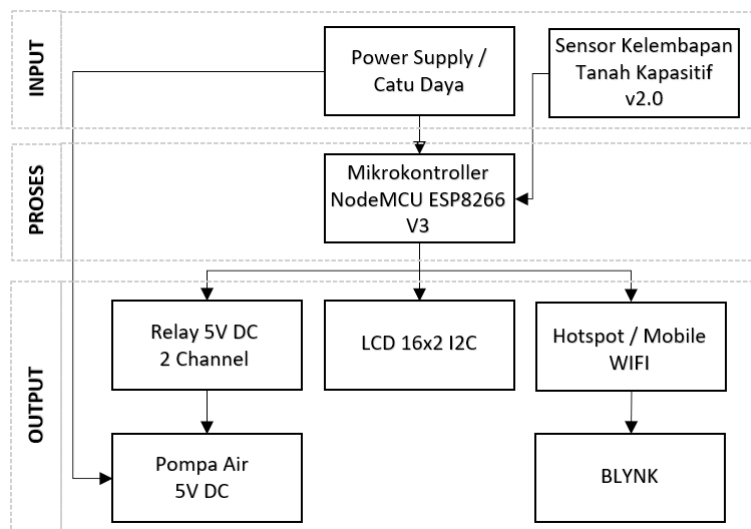 INPUT
Power Supply /
Catu Daya
Sensor Kelembapan
Tanah Kapasitif
v2.0
PROSES
Mikrokontroller
NodeMCU ESP8266
V3
OUTPUT
Relay 5V DC
2 Channel
LCD 16x2 I2C
Hotspot / Mobile
WIFI
Pompa Air
5V DC
BLYNK